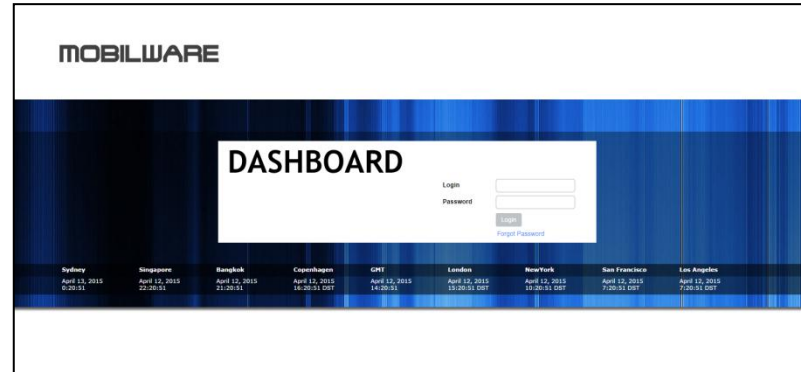 MOBILWARE
DASHBOARD
Login
Password
Login
Forgot Password
Sydney Singapore Bangkok Copenhagen GMT London NewYork San Francisco Los Angeles
April 13, 2015 April 12, 2015 April 12, 2015 April 12, 2015 April 12, 2015 April 12, 2015 April 12, 2015 April 12, 2015 April 12, 2015
0:20:51 22:20:51 21:20:51 16:20:51 DST 14:20:51 15:20:51 DST 10:20:51 DST 7:20:51 DST 7:20:51 DST